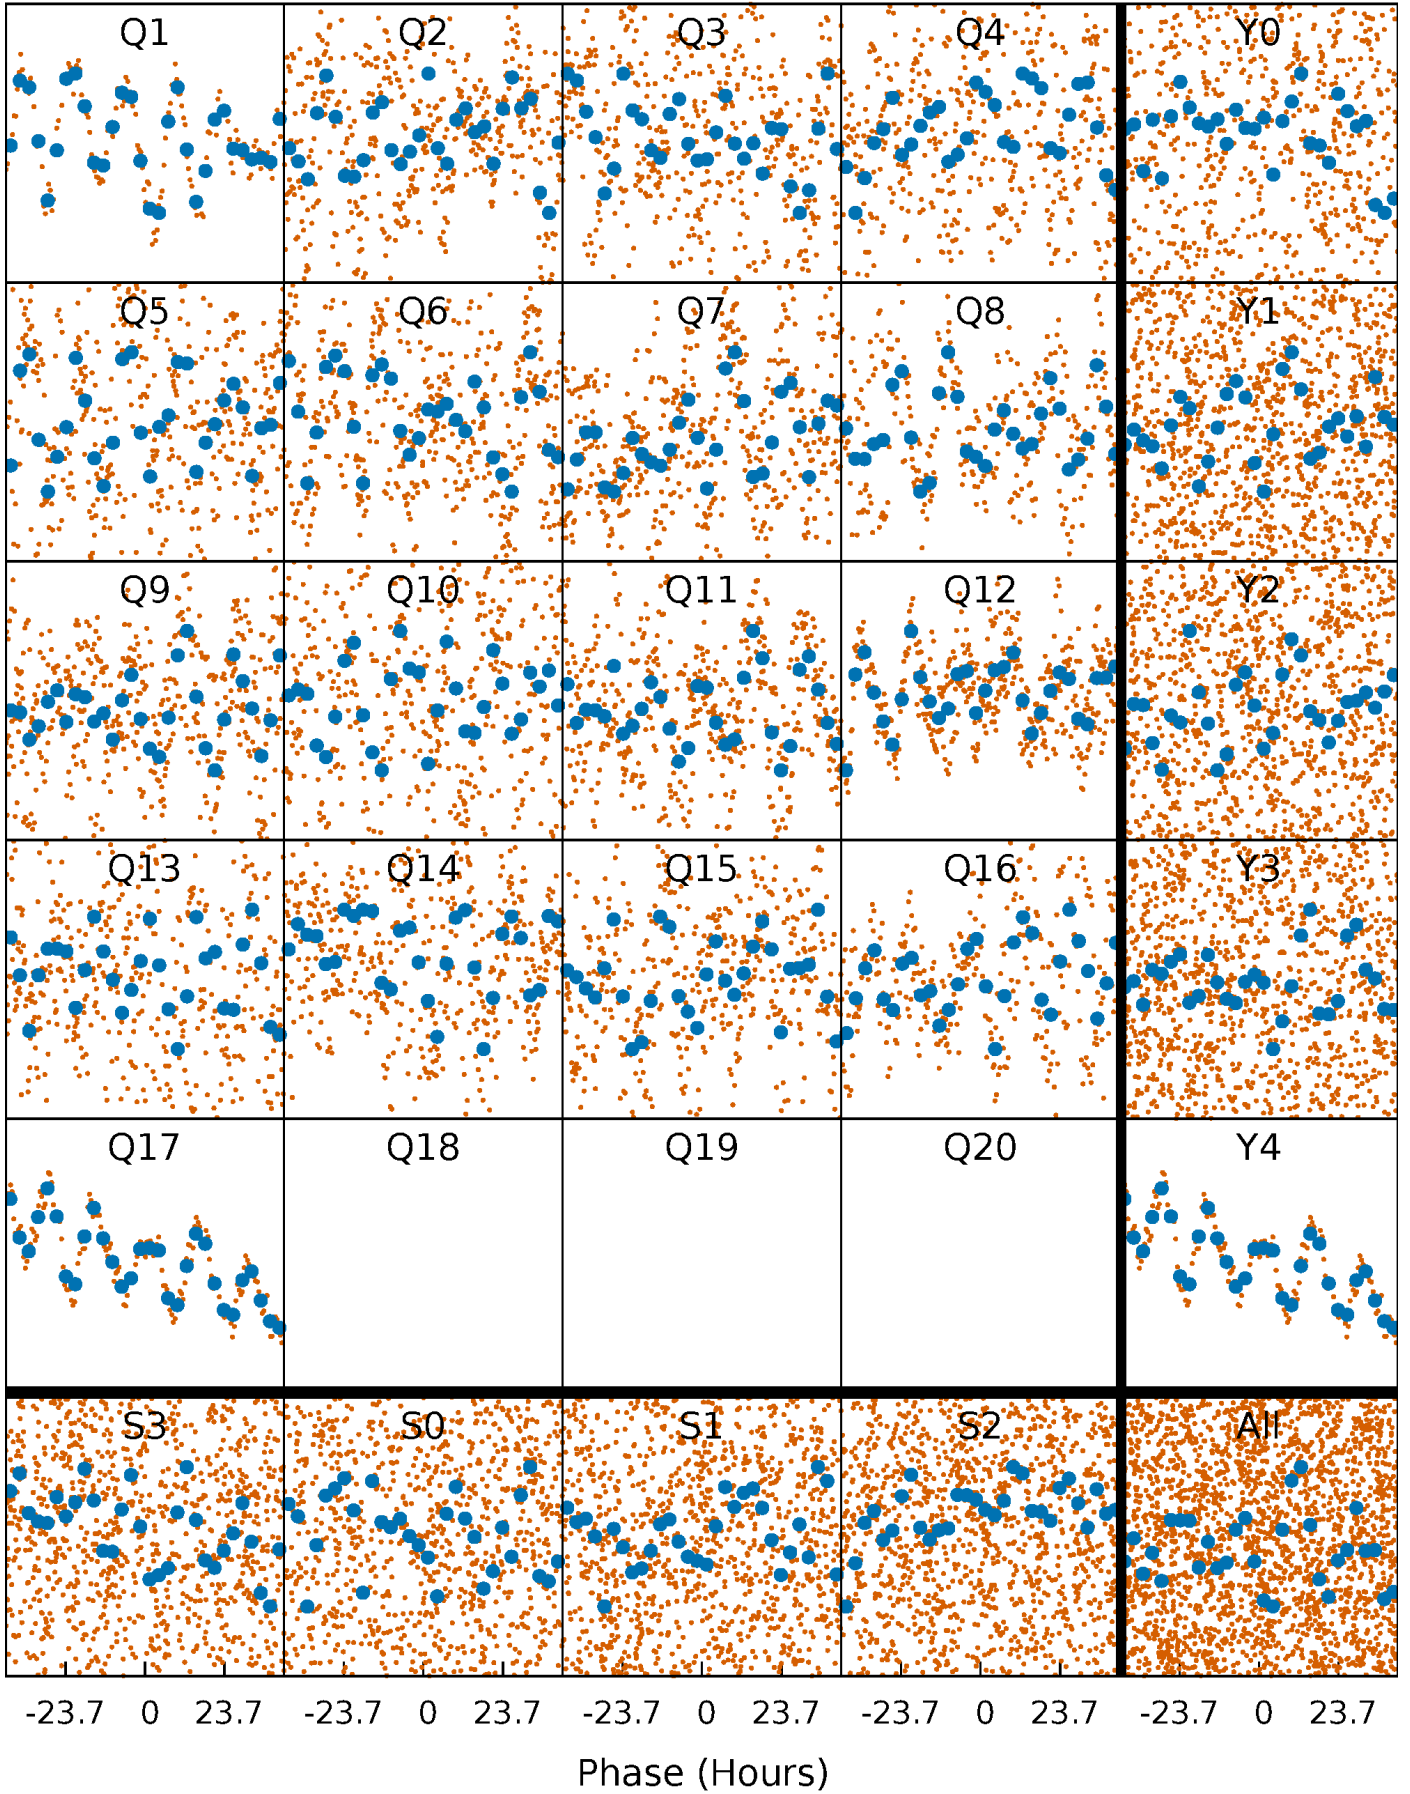 Q1 Q2 Q3 Q4 Y0
Q5 Q6 Q7 Q8 Y1
Q9 Q10 Q11 Q12 Y2
Q13 Q14 Q15 Q16 Y3
Q17 Q18 Q19 Q20 Y4
S3 S0 S1 S2 All
-23.7 0 23.7 -23.7 0 23.7 -23.7 0 23.7 -23.7 0 23.7 -23.7 0 23.7
Phase (Hours)